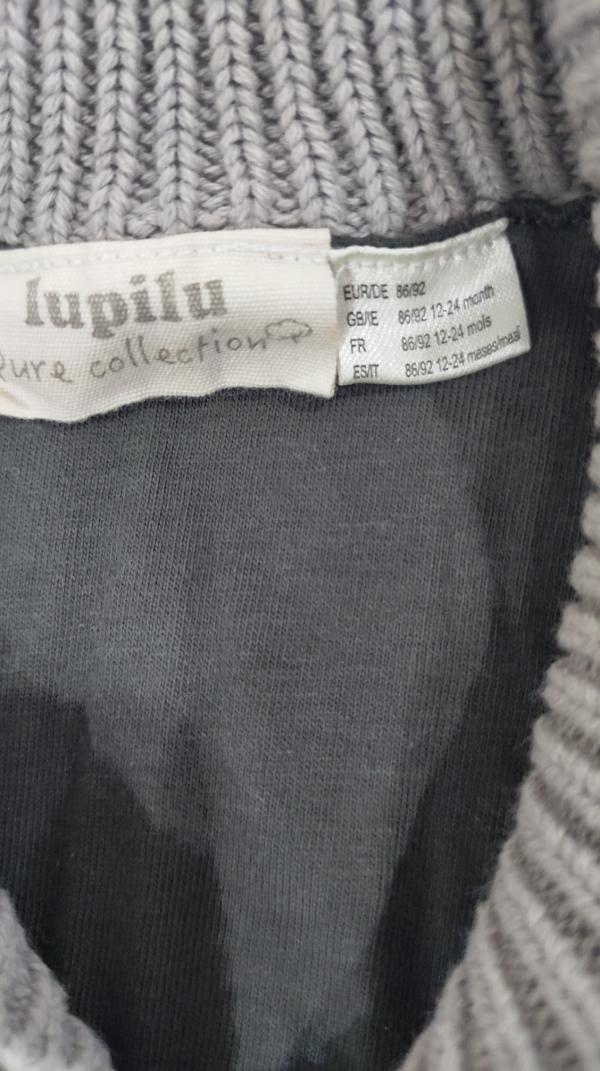 lupilu
Pure collection
EUR/DE 86/92
GB/IE 86/92 12-24 month
FR 86/92 12-24 mois
ES/IT 86/92 12-24 meses/mesi